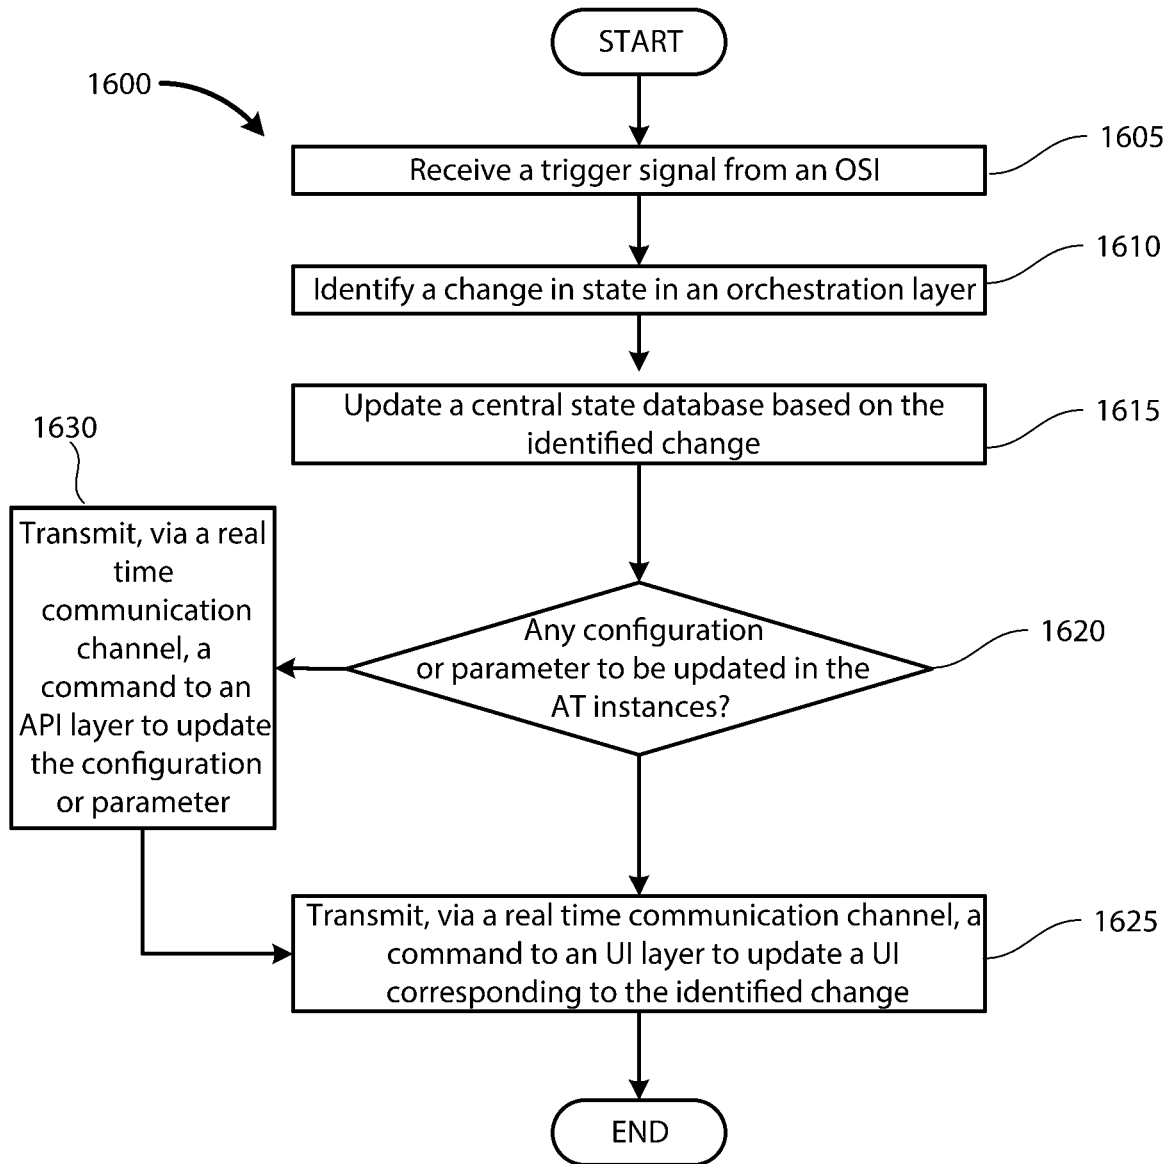 START
1600
1605
Receive a trigger signal from an OSI
1610
Identify a change in state in an orchestration layer
1615
Update a central state database based on the
identified change
1630
Transmit, via a real
time
communication
channel, a
command to an
API layer to update
the configuration
or parameter
1620
Any configuration
or parameter to be updated in the
AT instances?
1625
Transmit, via a real time communication channel, a
command to an UI layer to update a UI
corresponding to the identified change
END